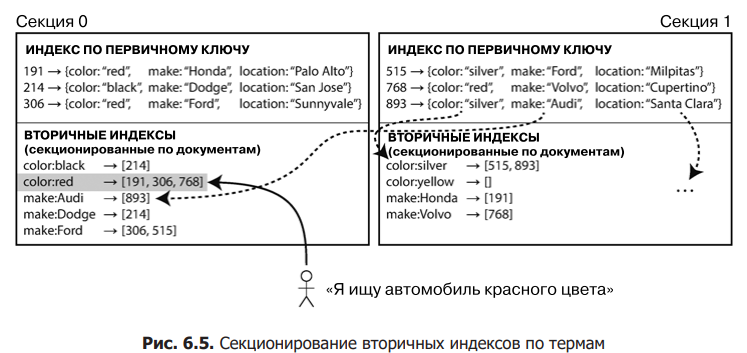 Секция 0
Секция 1
ИНДЕКС ПО ПЕРВИЧНОМУ КЛЮЧУ
191 → {color: “red”, make: “Honda”, location: “Palo Alto”}
214 → {color: “black”, make: “Dodge”, location: “San Jose”}
306 → {color: “red”, make: “Ford”, location: “Sunnyvale”}
ВТОРИЧНЫЕ ИНДЕКСЫ
(секционированные по документам)
color:black → [214]
color:red → [191, 306, 768]
make:Audi → [893]
make:Dodge → [214]
make:Ford → [306, 515]
ИНДЕКС ПО ПЕРВИЧНОМУ КЛЮЧУ
515 → {color: “silver”, make: “Ford”, location: “Milpitas”}
768 → {color: “red”, make: “Volvo”, location: “Cupertino”}
893 → {color: “silver”, make: “Audi”, location: “Santa Clara”}
ВТОРИЧНЫЕ ИНДЕКСЫ
(секционированные по документам)
color:silver → [515, 893]
color:yellow → []
make:Honda → [191]
make:Volvo → [768]
...
«Я ищу автомобиль красного цвета»
Рис. 6.5. Секционирование вторичных индексов по термам